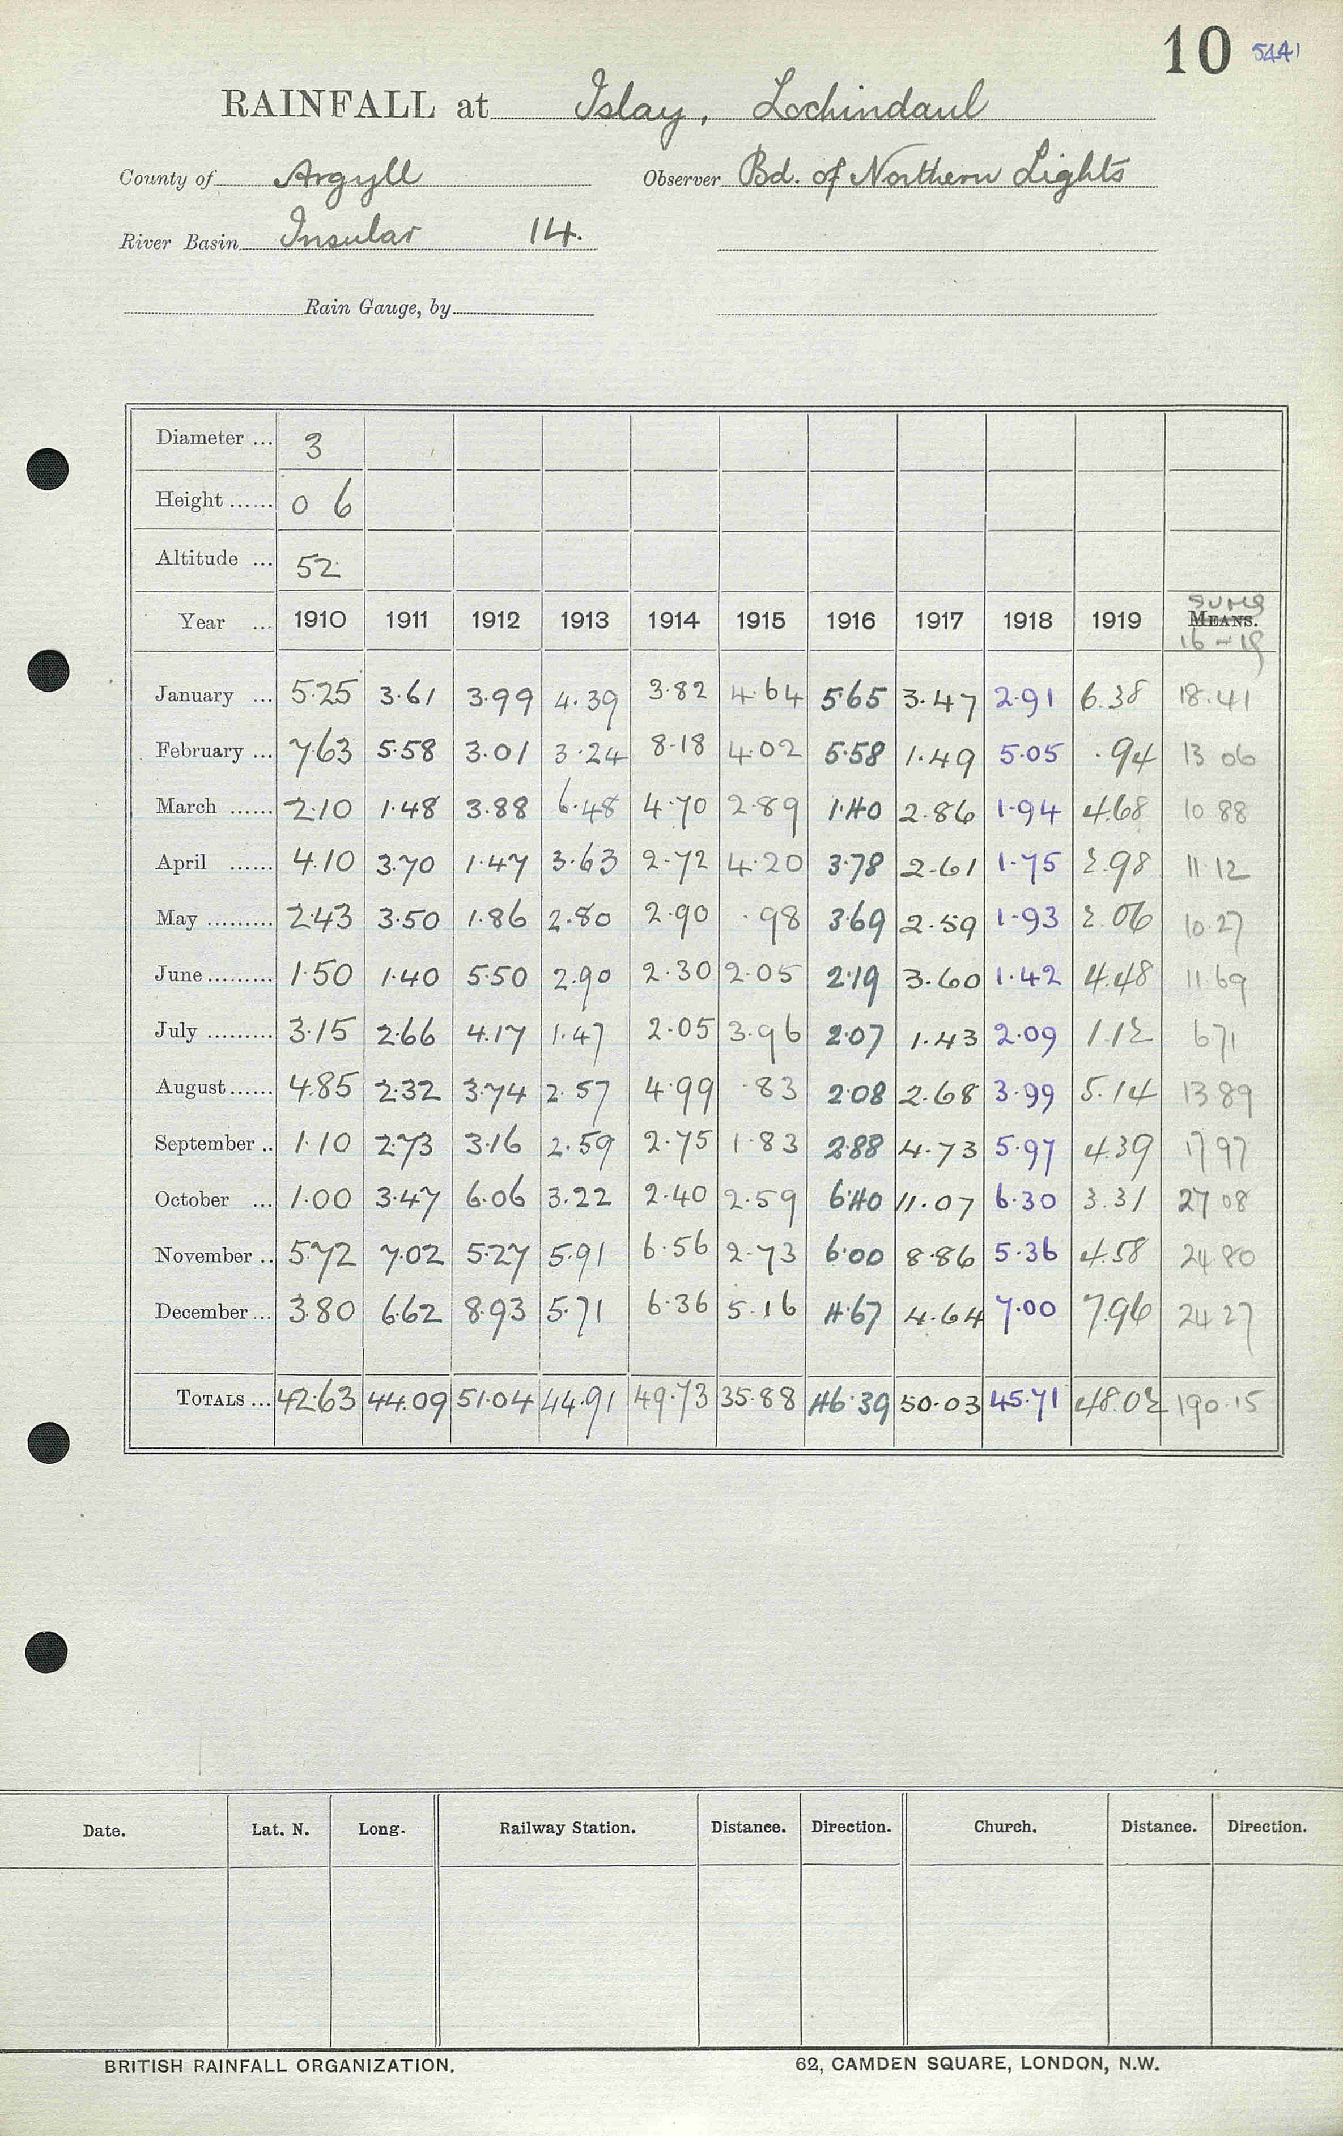 10 5441
RAINFALL at Islay, Lochindaul
County of Argyll Observer Bd. of Northern Lights
River Basin Insular 14.
Rain Gauge, by
Diameter ... 3
Height ...... 0 6
Altitude ... 52
SUMS
Year ... 1910 1911 1912 1913 1914 1915 1916 1917 1918 1919 MEANS.
16-19
January ... 5.25 3.61 3.99 4.39 3.82 4.64 5.65 3.47 2.91 6.38 18.41
February ... 7.63 5.58 3.01 3.24 8.18 4.02 5.58 1.49 5.05 .94 13 06
March ...... 2.10 1.48 3.88 6.48 4.70 2.89 1.40 2.86 1.94 4.68 10 88
April ...... 4.10 3.70 1.47 3.63 2.72 4.20 3.78 2.61 1.75 2.98 11.12
May ......... 2.43 3.50 1.86 2.80 2.90 .98 3.69 2.59 1.93 2.06 10.27
June ......... 1.50 1.40 5.50 2.90 2.30 2.05 2.19 3.60 1.42 4.48 11.69
July ......... 3.15 2.66 4.17 1.47 2.05 3.96 2.07 1.43 2.09 1.12 6 71
August ...... 4.85 2.32 3.74 2.57 4.99 .83 2.08 2.68 3.99 5.14 13 89
September .. 1.10 2.73 3.16 2.59 2.75 1.83 2.88 4.73 5.97 4.39 17 97
October ... 1.00 3.47 6.06 3.22 2.40 2.59 6.40 11.07 6.30 3.31 27 08
November .. 5.72 7.02 5.27 5.91 6.56 2.73 6.00 8.86 5.36 4.58 24 80
December ... 3.80 6.62 8.93 5.71 6.36 5.16 4.67 4.64 7.00 7.96 24 27
TOTALS ... 42.63 44.09 51.04 44.91 49.73 35.88 46.39 50.03 45.71 48.02 190.15
Date. Lat. N. Long. Railway Station. Distance. Direction. Church. Distance. Direction.
BRITISH RAINFALL ORGANIZATION. 62, CAMDEN SQUARE, LONDON, N.W.